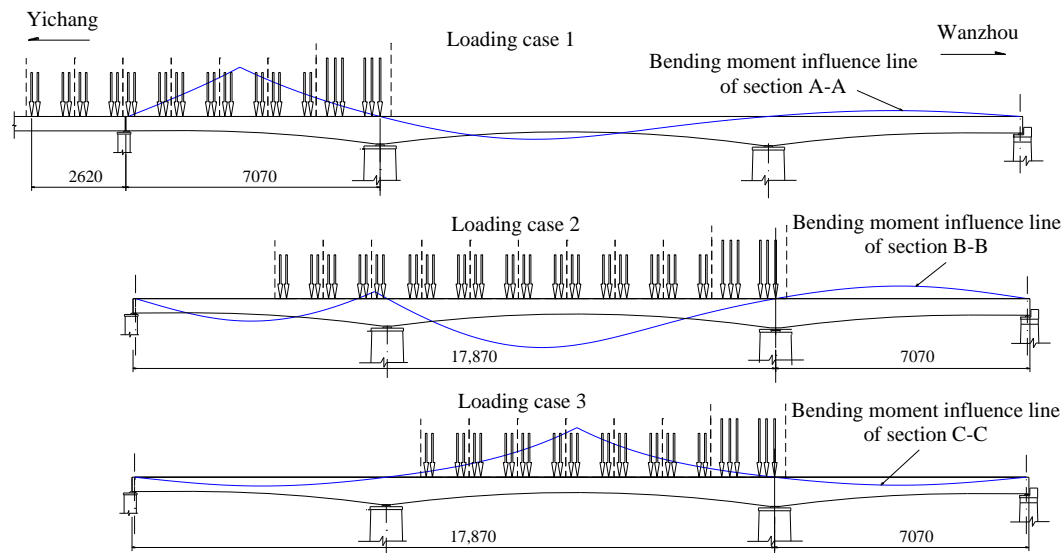 Yichang
Loading case 1
Wanzhou
Bending moment influence line
of section A-A
2620
7070
Loading case 2
Bending moment influence line
of section B-B
17,870
7070
Loading case 3
Bending moment influence line
of section C-C
17,870
7070